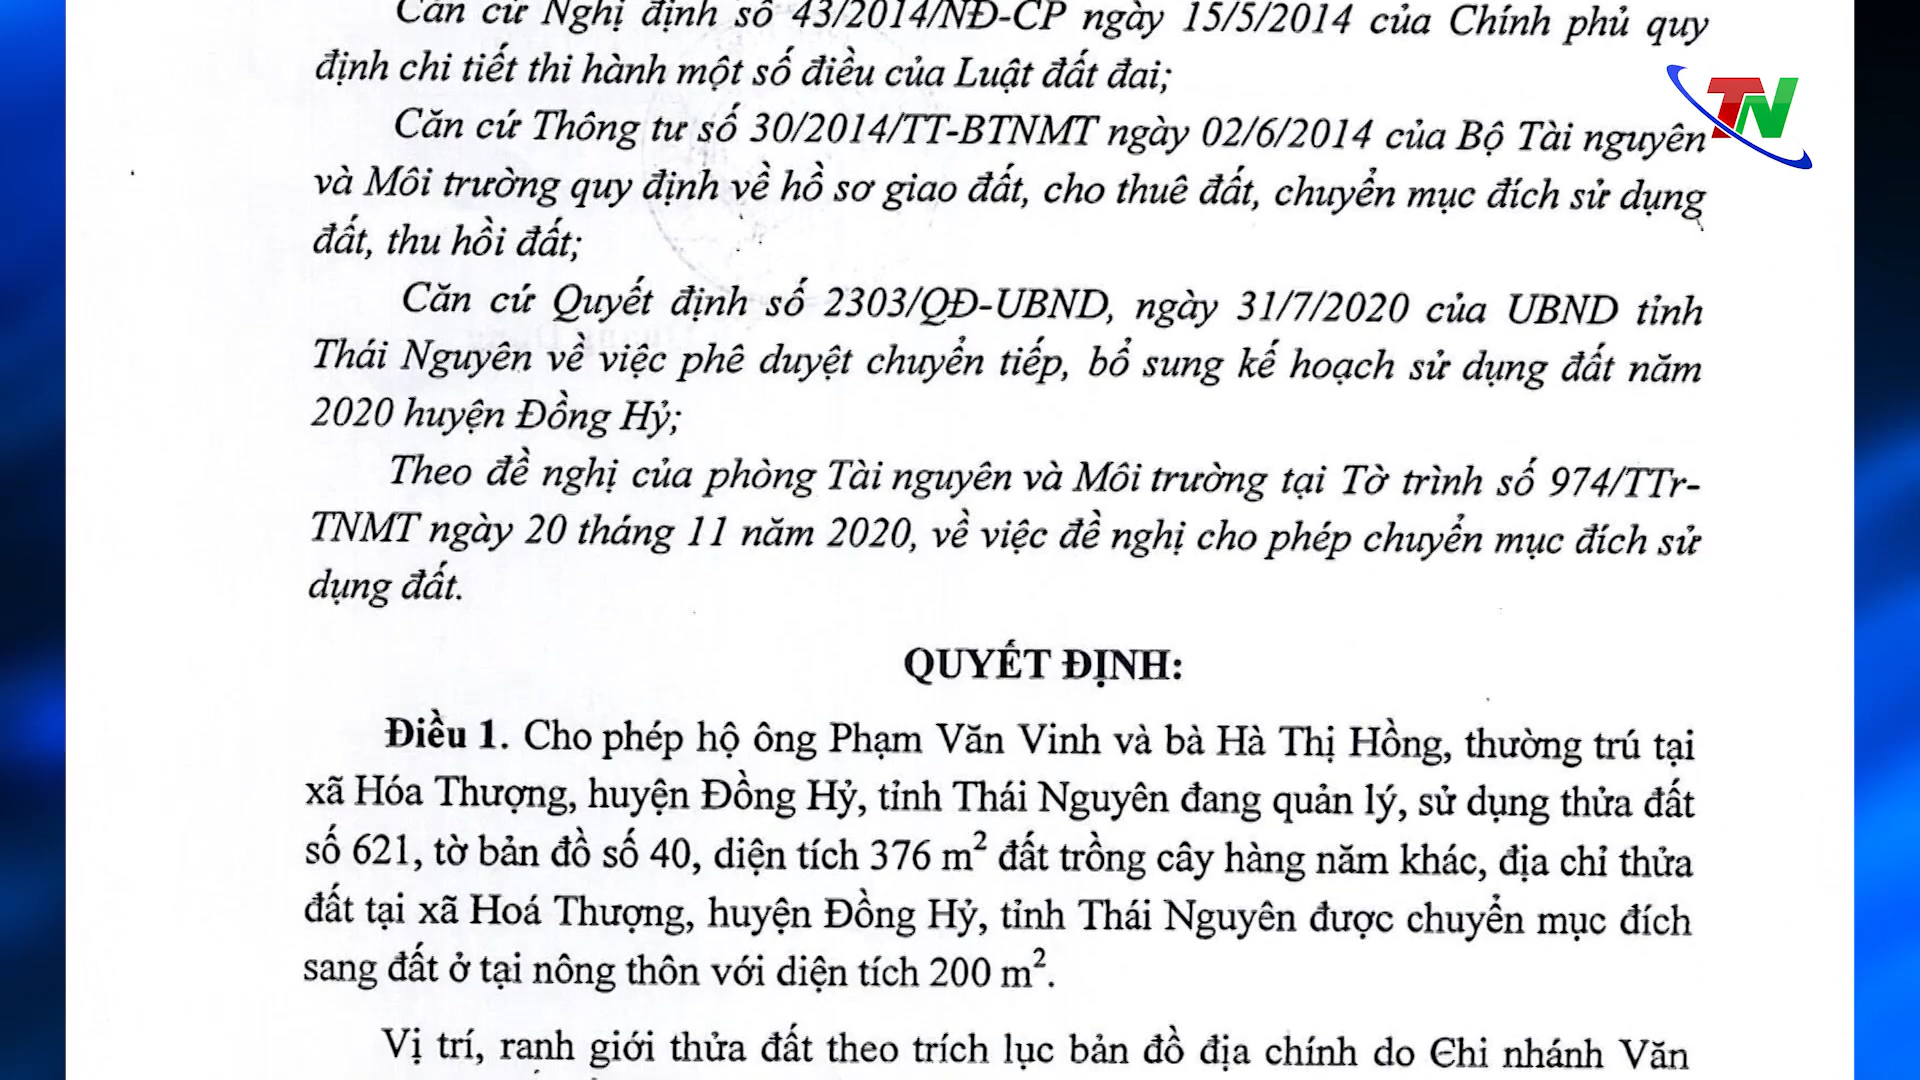 Căn cứ Nghị định số 43/2014/NĐ-CP ngày 15/5/2014 của Chính phủ quy
định chi tiết thi hành một số điều của Luật đất đai;
TN
Căn cứ Thông tư số 30/2014/TT-BTNMT ngày 02/6/2014 của Bộ Tài nguyên
và Môi trường quy định về hồ sơ giao đất, cho thuê đất, chuyển mục đích sử dụng
đất, thu hồi đất;
Căn cứ Quyết định số 2303/QĐ-UBND, ngày 31/7/2020 của UBND tỉnh
Thái Nguyên về việc phê duyệt chuyển tiếp, bổ sung kế hoạch sử dụng đất năm
2020 huyện Đồng Hỷ;
Theo đề nghị của phòng Tài nguyên và Môi trường tại Tờ trình số 974/TTr-
TNMT ngày 20 tháng 11 năm 2020, về việc đề nghị cho phép chuyển mục đích sử
dụng đất.
QUYẾT ĐỊNH:
Điều 1. Cho phép hộ ông Phạm Văn Vinh và bà Hà Thị Hồng, thường trú tại
xã Hóa Thượng, huyện Đồng Hỷ, tỉnh Thái Nguyên đang quản lý, sử dụng thửa đất
số 621, tờ bản đồ số 40, diện tích 376 m² đất trồng cây hàng năm khác, địa chỉ thửa
đất tại xã Hoá Thượng, huyện Đồng Hỷ, tỉnh Thái Nguyên được chuyển mục đích
sang đất ở tại nông thôn với diện tích 200 m².
Vị trí, ranh giới thửa đất theo trích lục bản đồ địa chính do Chi nhánh Văn